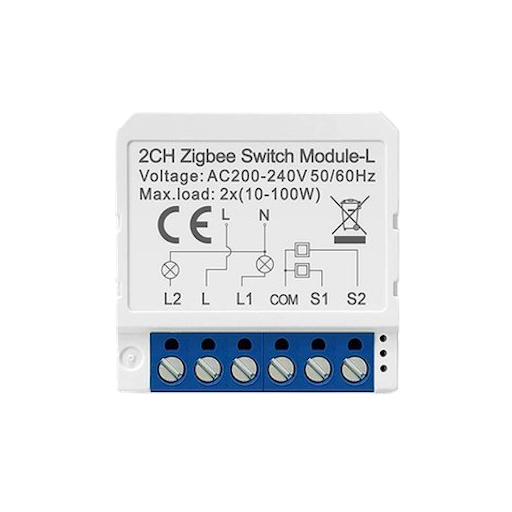 2CH Zigbee Switch Module-L
Voltage: AC200-240V 50/60Hz
Max.load: 2x(10-100W)
CE L N
L2 L L1 COM S1 S2